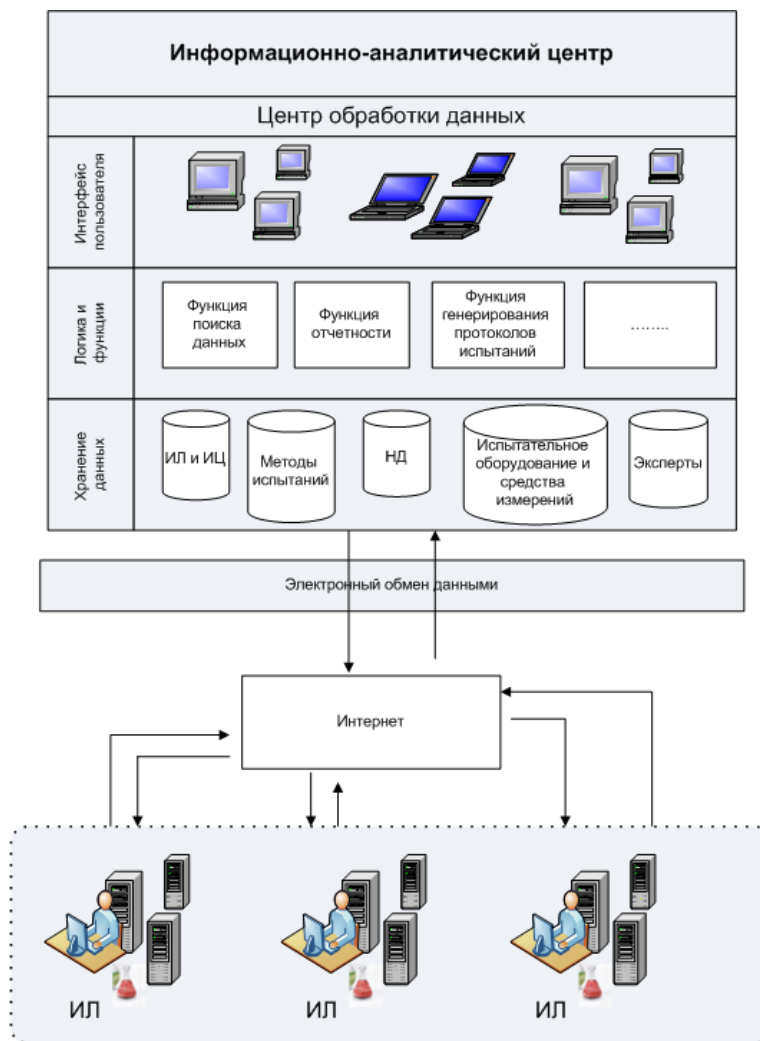 Информационно-аналитический центр
Центр обработки данных
Интерфейс
пользователя
Логика и
функции
Функция
поиска
данных
Функция
отчетности
Функция
генерирования
протоколов
испытаний
........
Хранение
данных
ИЛ и ИЦ
Методы
испытаний
НД
Испытательное
оборудование и
средства
измерений
Эксперты
Электронный обмен данными
Интернет
ИЛ
ИЛ
ИЛ